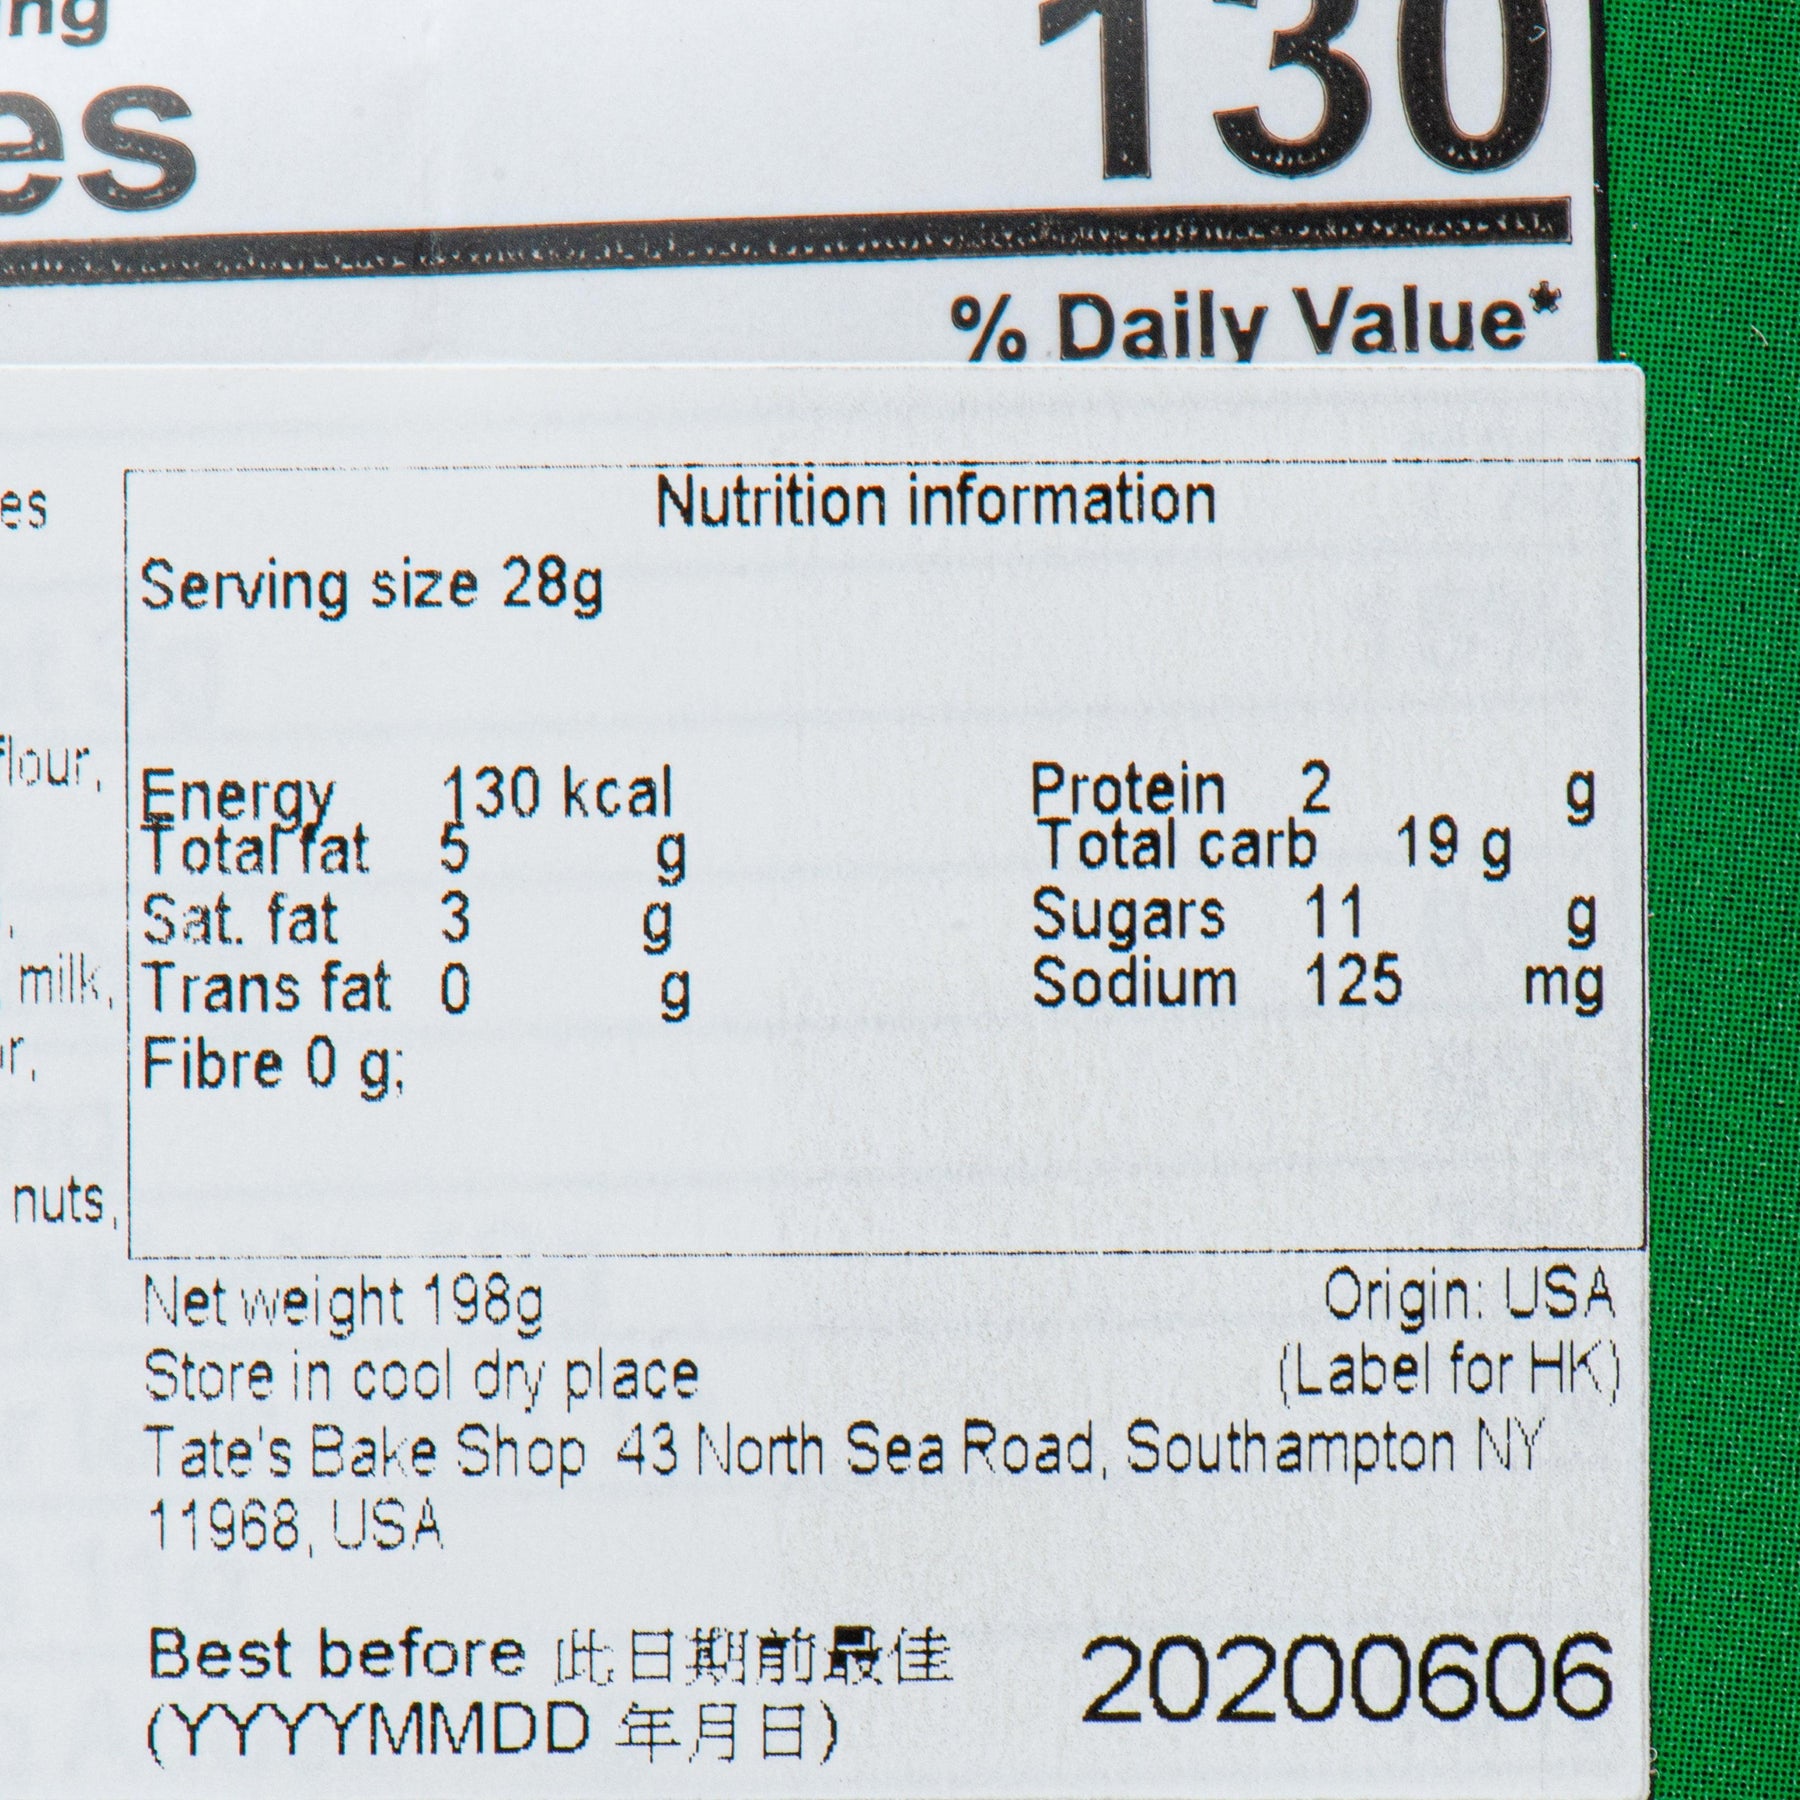 ing
es 130
% Daily Value*
es
flour,
milk,
or,
nuts,
Nutrition information
Serving size 28g
Energy 130 kcal Protein 2 g
Total fat 5 g Total carb 19 g
Sat. fat 3 g Sugars 11 g
Trans fat 0 g Sodium 125 mg
Fibre 0 g;
Net weight 198g Origin: USA
Store in cool dry place (Label for HK)
Tate's Bake Shop 43 North Sea Road, Southampton NY
11968, USA
Best before 此日期前最佳 20200606
(YYYYMMDD 年月日)